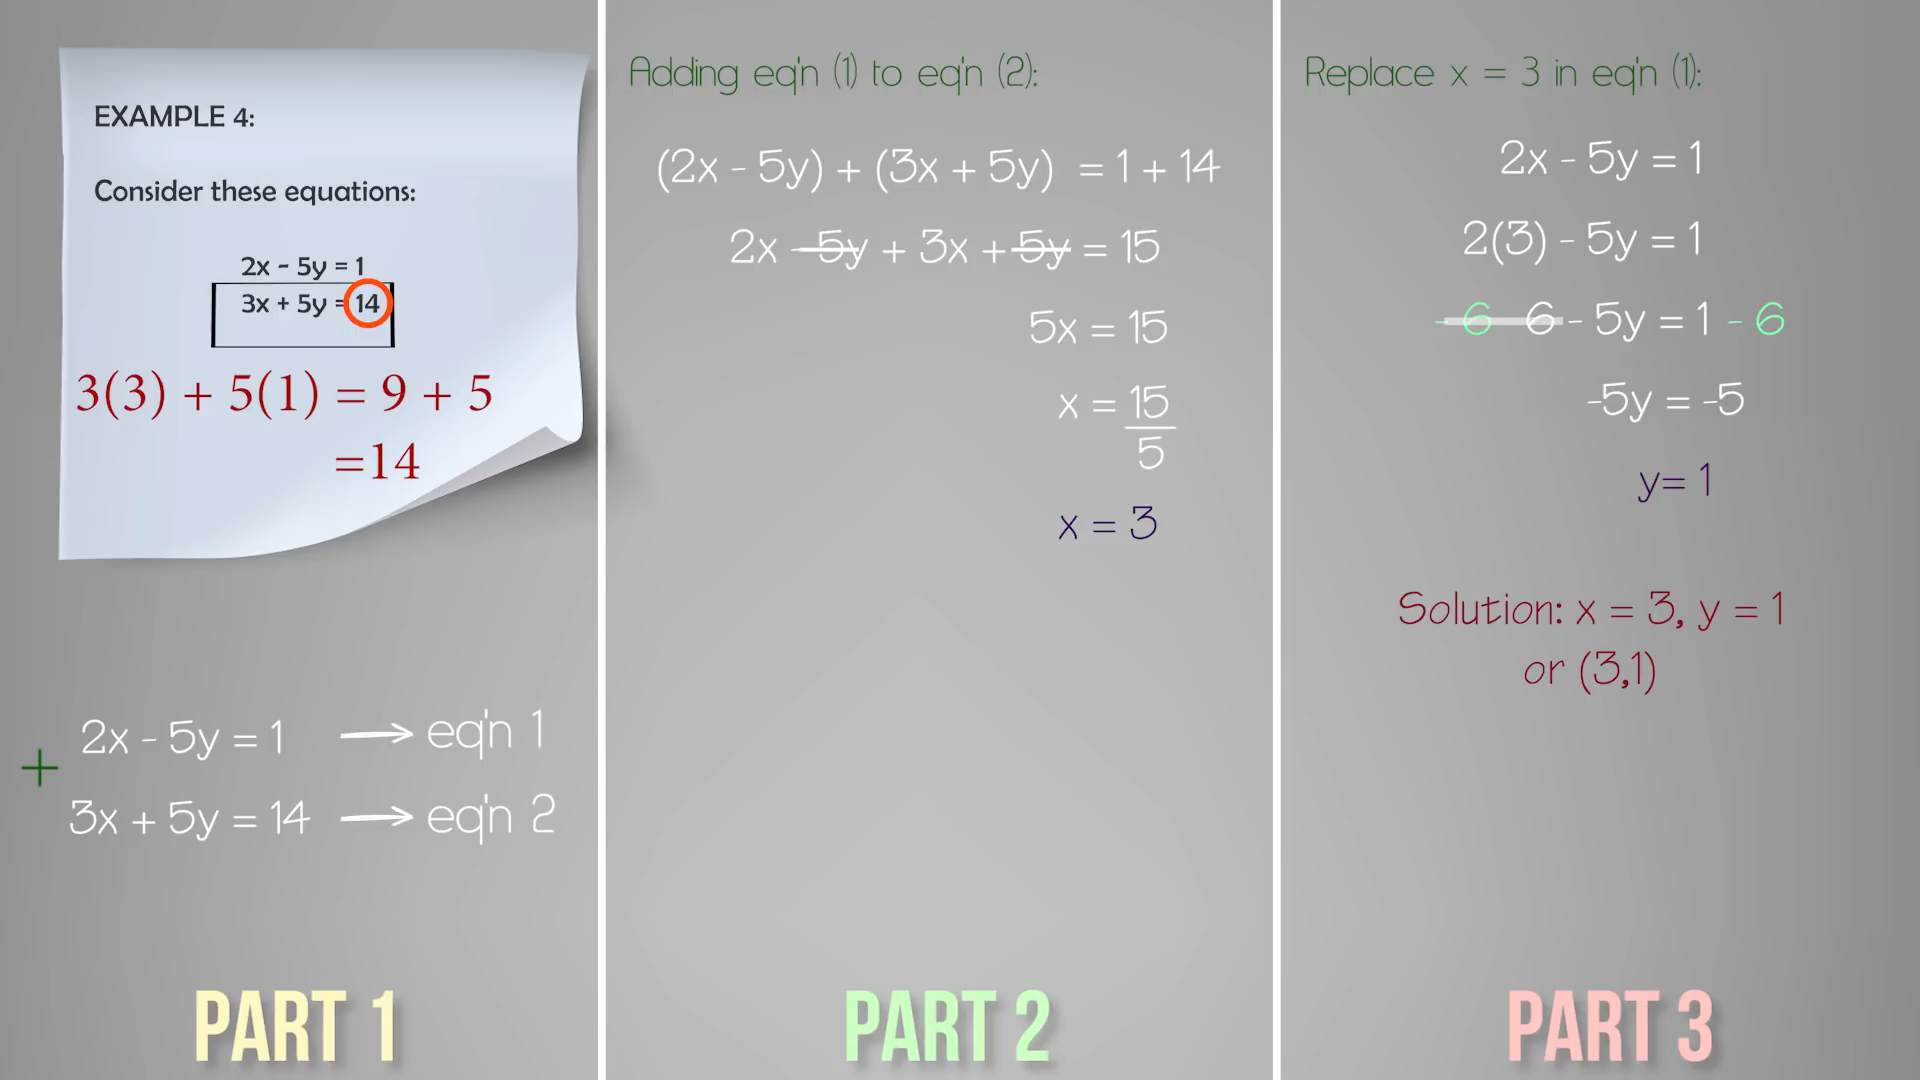 EXAMPLE 4:
Consider these equations:
2x - 5y = 1
3x + 5y = 14
3(3) + 5(1) = 9 + 5
=14
2x - 5y = 1 → eq'n 1
+
3x + 5y = 14 → eq'n 2
PART 1
Adding eq'n (1) to eq'n (2):
(2x - 5y) + (3x + 5y) = 1 + 14
2x - 5y + 3x + 5y = 15
5x = 15
x = 15
5
x = 3
PART 2
Replace x = 3 in eq'n (1):
2x - 5y = 1
2(3) - 5y = 1
- 6 6 - 5y = 1 - 6
-5y = -5
y= 1
Solution: x = 3, y = 1
or (3,1)
PART 3